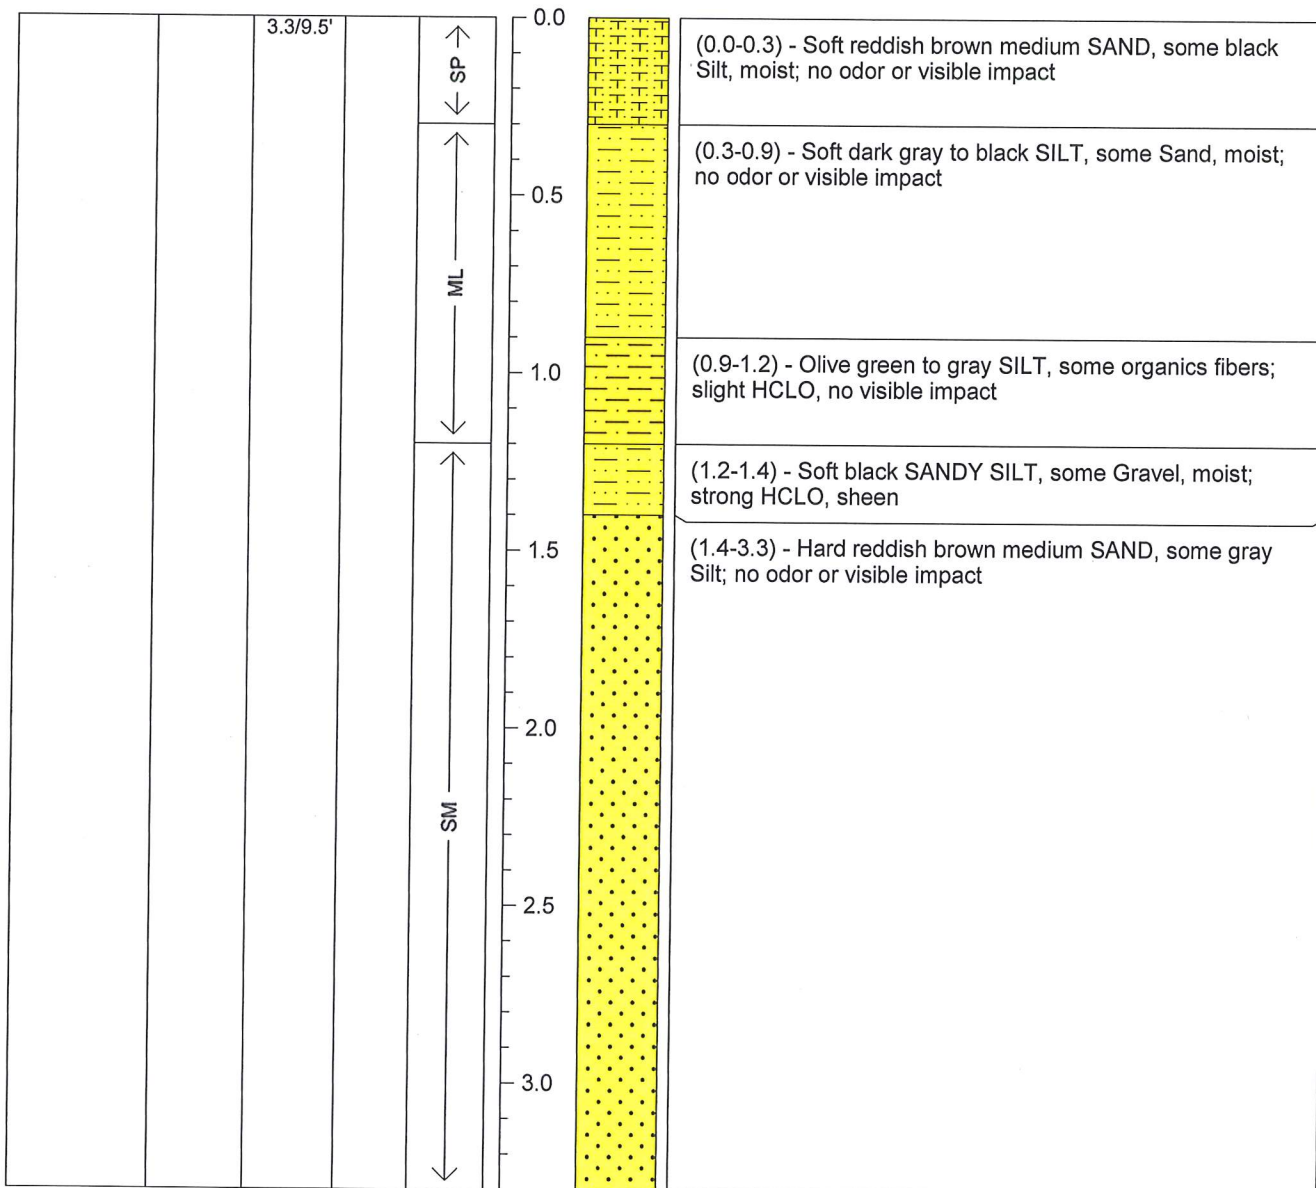 3.3/9.5'
SP
ML
SM
0.0
0.5
1.0
1.5
2.0
2.5
3.0
(0.0-0.3) - Soft reddish brown medium SAND, some black
Silt, moist; no odor or visible impact
(0.3-0.9) - Soft dark gray to black SILT, some Sand, moist;
no odor or visible impact
(0.9-1.2) - Olive green to gray SILT, some organics fibers;
slight HCLO, no visible impact
(1.2-1.4) - Soft black SANDY SILT, some Gravel, moist;
strong HCLO, sheen
(1.4-3.3) - Hard reddish brown medium SAND, some gray
Silt; no odor or visible impact